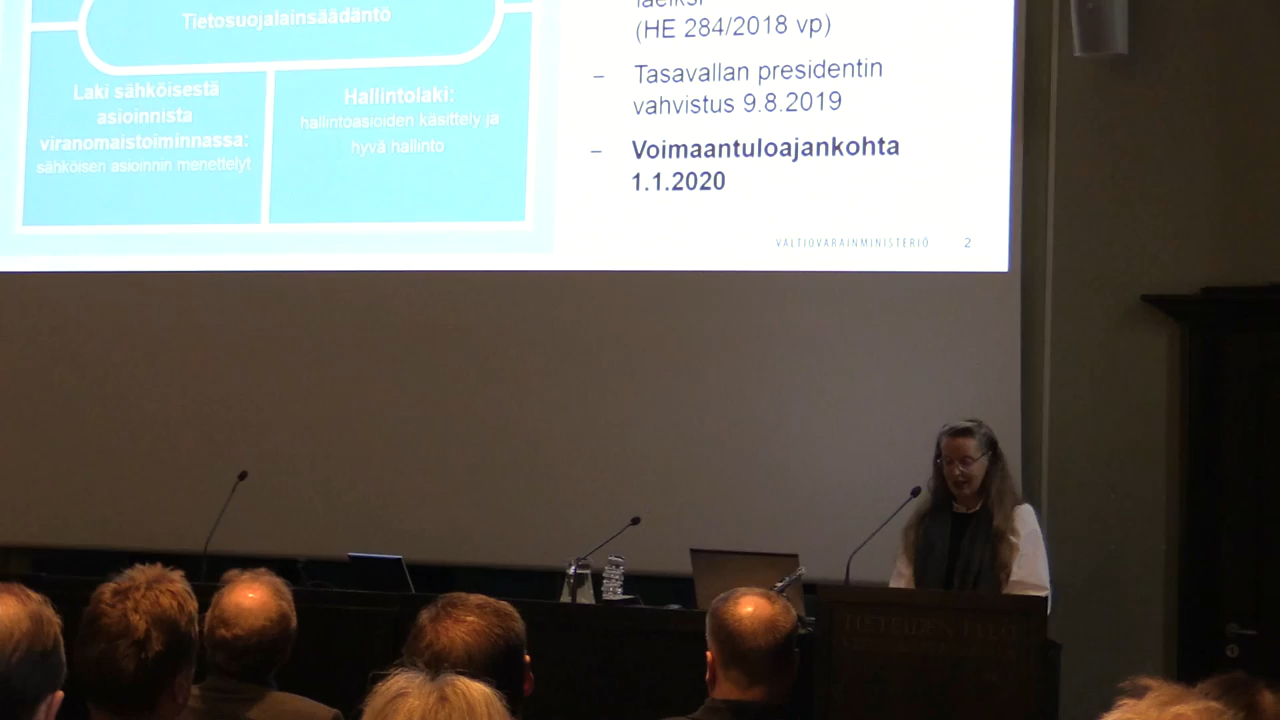 Tietosuojalainsäädäntö
Laki sähköisestä
asioinnista
viranomaistoiminnassa:
sähköisen asioinnin menettelyt
Hallintolaki:
hallintoasioiden käsittely ja
hyvä hallinto
laeiksi
(HE 284/2018 vp)
– Tasavallan presidentin
vahvistus 9.8.2019
– Voimaantuloajankohta
1.1.2020
VALTIOVARAINMINISTERIÖ 2